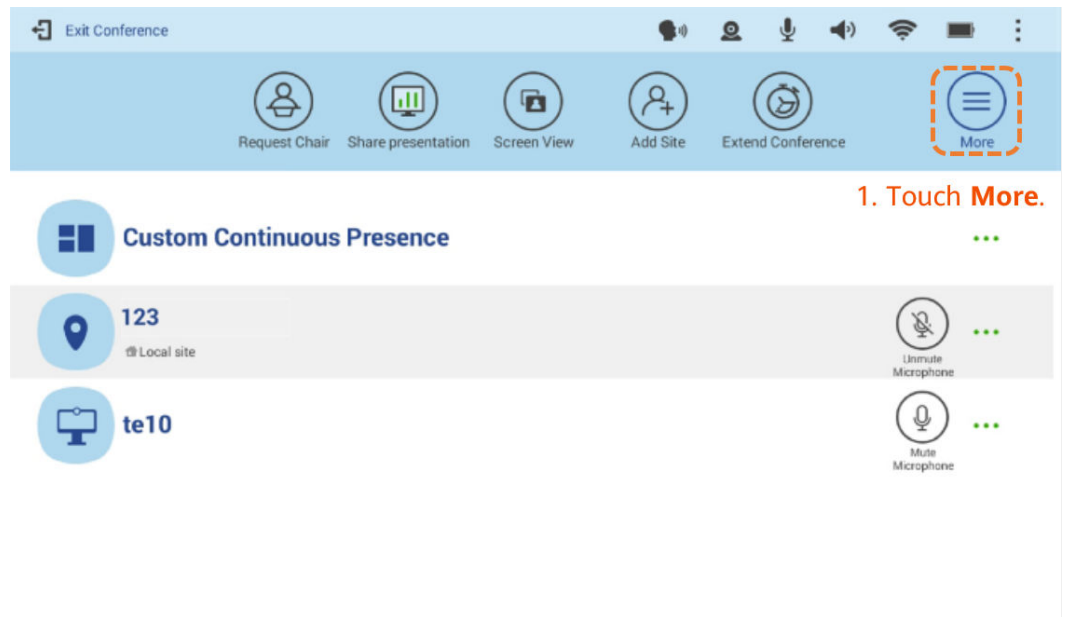 Exit Conference
Request Chair
Share presentation
Screen View
Add Site
Extend Conference
More
1. Touch More.
Custom Continuous Presence
123
Local site
Unmute
Microphone
te10
Mute
Microphone